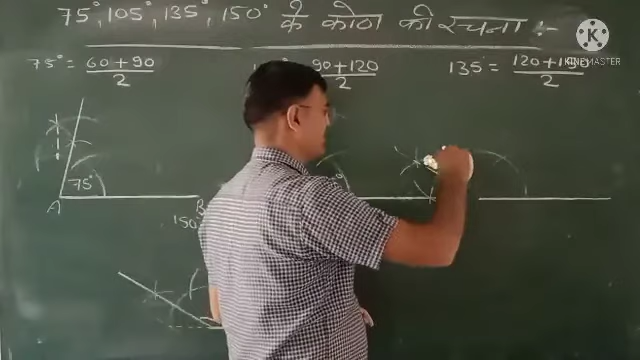 75°, 105°, 135°, 150° के कोण की रचना :-
KINEMASTER
75° = 60 + 90 / 2
90 + 120 / 2
135° = 120 + 150 / 2
75°
A
B
150°